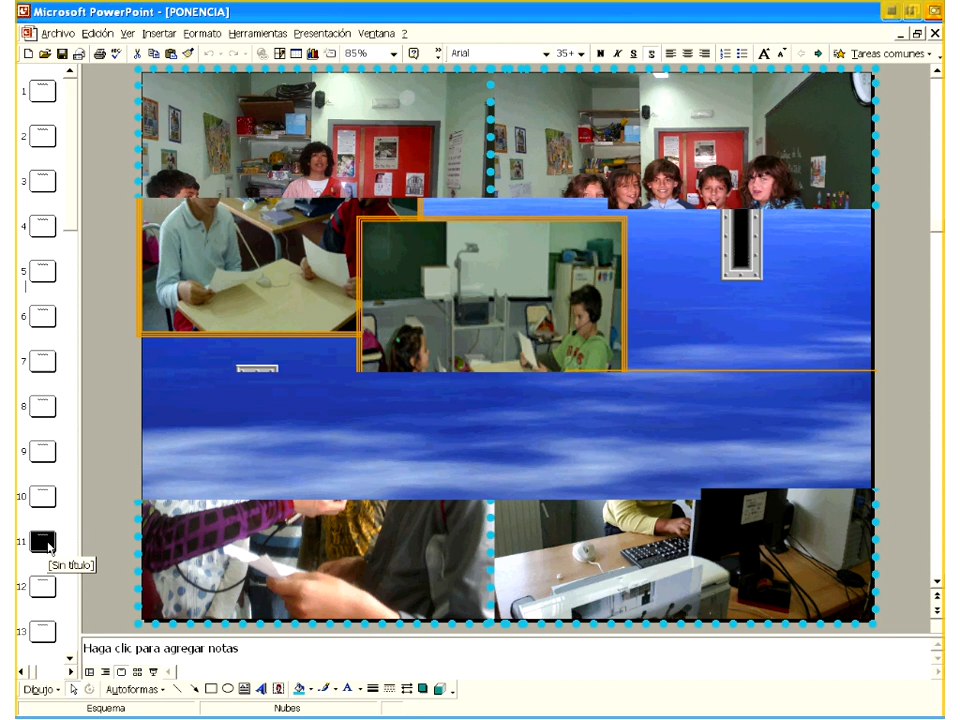 Microsoft PowerPoint - [PONENCIA]
Archivo Edición Ver Insertar Formato Herramientas Presentación Ventana ?
85% Arial 35+ N K S S A A Tareas comunes
1
2
3
4
5
6
7
8
9
10
11
[Sin título]
12
13
Haga clic para agregar notas
Dibujo Autoformas
Esquema Nubes